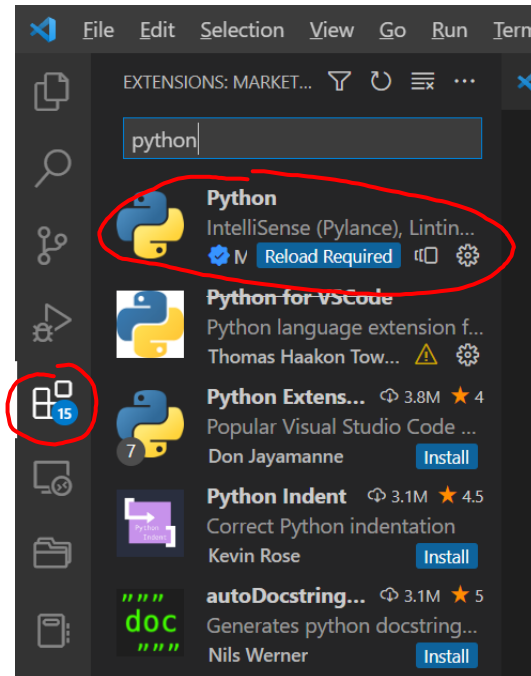 File Edit Selection View Go Run Term
EXTENSIONS: MARKET... ...
python
Python
IntelliSense (Pylance), Lintin...
M Reload Required
Python for VSCode
Python language extension f...
Thomas Haakon Tow...
Python Extens... 3.8M 4
15
Popular Visual Studio Code ...
7
Don Jayamanne Install
Python Indent 3.1M 4.5
Python
Indent
Correct Python indentation
Kevin Rose Install
autoDocstring... 3.1M 5
"""
doc
"""
Generates python docstring...
Nils Werner Install